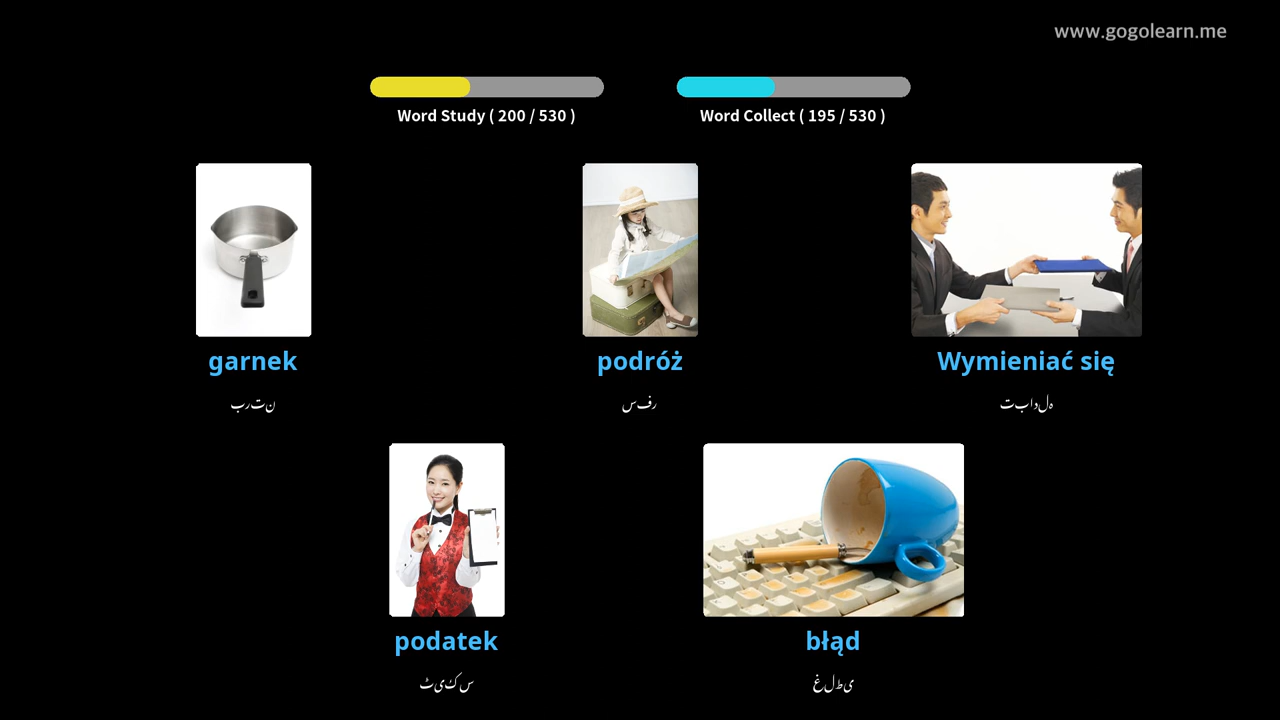 www.gogolearn.me
Word Study ( 200 / 530 )
Word Collect ( 195 / 530 )
garnek
برتن
podróż
سفر
Wymieniać się
تبادلہ
podatek
ٹیکس
błąd
غلطی